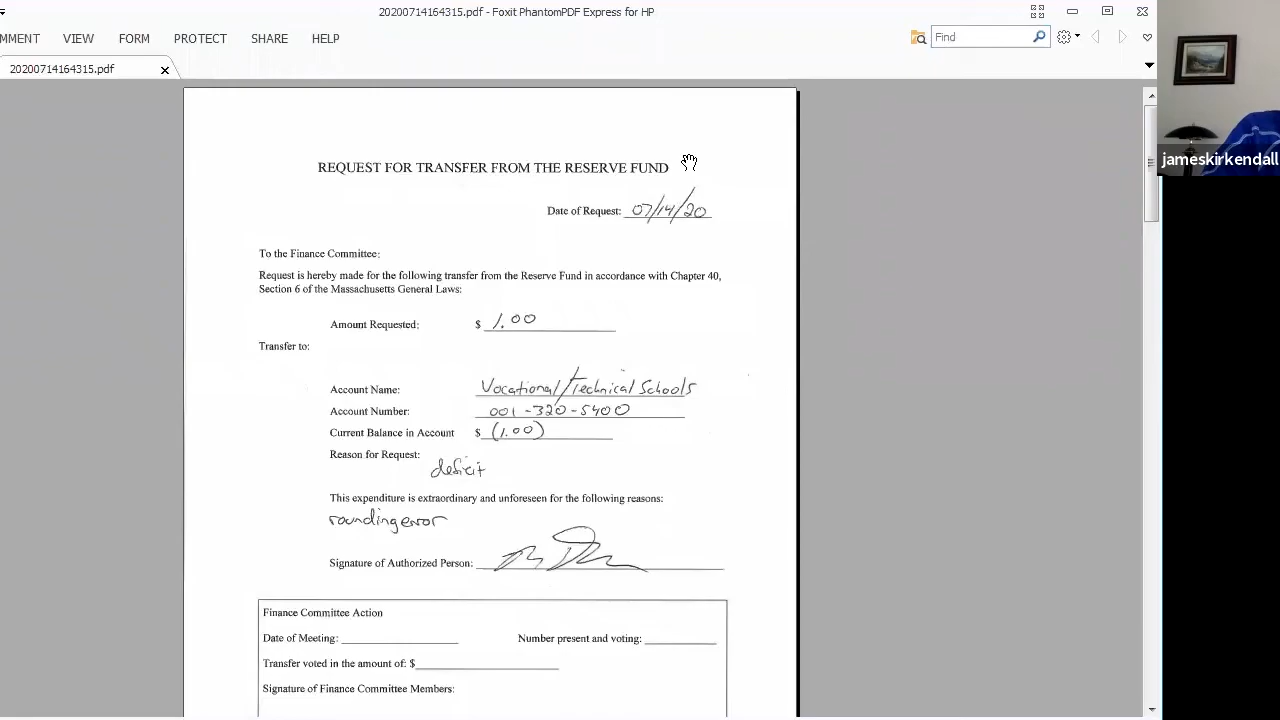 20200714164315.pdf - Foxit PhantomPDF Express for HP
MMENT VIEW FORM PROTECT SHARE HELP
Find
20200714164315.pdf
jameskirkendall
REQUEST FOR TRANSFER FROM THE RESERVE FUND
Date of Request: 07/14/20
To the Finance Committee:
Request is hereby made for the following transfer from the Reserve Fund in accordance with Chapter 40,
Section 6 of the Massachusetts General Laws:
Amount Requested: $ 1.00
Transfer to:
Account Name: Vocational/Technical Schools
Account Number: 001-320-5400
Current Balance in Account $ (1.00)
Reason for Request:
deficit
This expenditure is extraordinary and unforeseen for the following reasons:
rounding error
Signature of Authorized Person:
Finance Committee Action
Date of Meeting: Number present and voting:
Transfer voted in the amount of: $
Signature of Finance Committee Members: